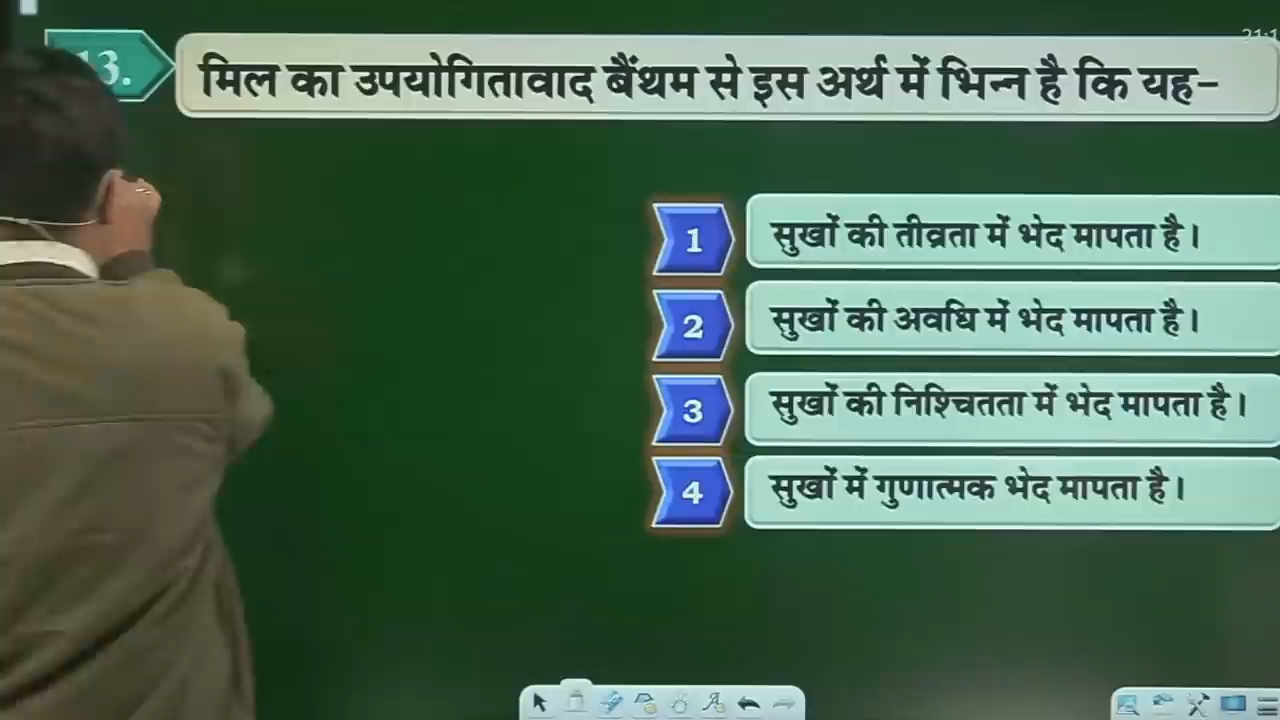 13.
मिल का उपयोगितावाद बैंथम से इस अर्थ में भिन्न है कि यह-
1
सुखों की तीव्रता में भेद मापता है।
2
सुखों की अवधि में भेद मापता है।
3
सुखों की निश्चितता में भेद मापता है।
4
सुखों में गुणात्मक भेद मापता है।